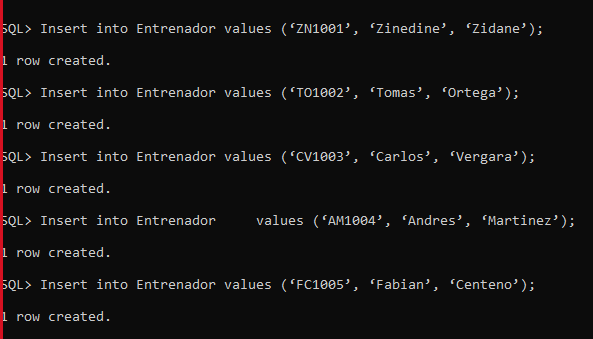 SQL> Insert into Entrenador values (‘ZN1001’, ‘Zinedine’, ‘Zidane’);
1 row created.
SQL> Insert into Entrenador values (‘TO1002’, ‘Tomas’, ‘Ortega’);
1 row created.
SQL> Insert into Entrenador values (‘CV1003’, ‘Carlos’, ‘Vergara’);
1 row created.
SQL> Insert into Entrenador     values (‘AM1004’, ‘Andres’, ‘Martinez’);
1 row created.
SQL> Insert into Entrenador values (‘FC1005’, ‘Fabian’, ‘Centeno’);
1 row created.